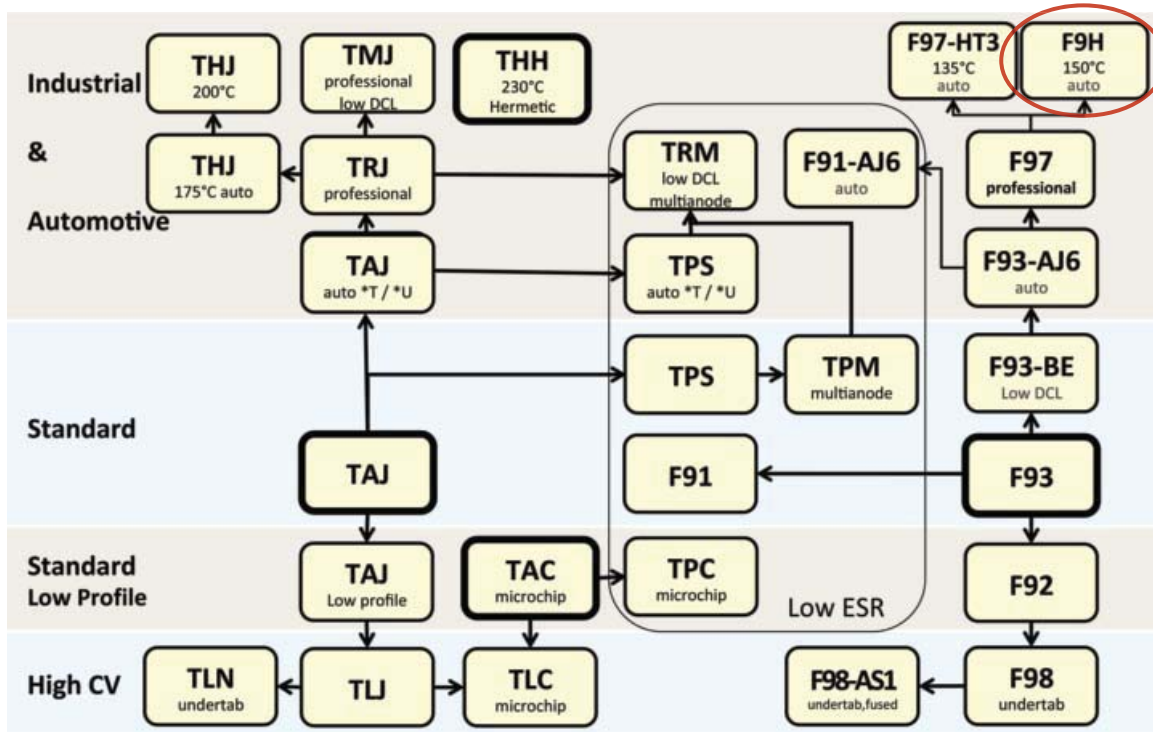 Industrial
&
Automotive
THJ
200°C
TMJ
professional
low DCL
THH
230°C
Hermetic
F97-HT3
135°C
auto
F9H
150°C
auto
THJ
175°C auto
TRJ
professional
TRM
low DCL
multianode
F91-AJ6
auto
F97
professional
TAJ
auto *T / *U
TPS
auto *T / *U
F93-AJ6
auto
Standard
TPS
TPM
multianode
F93-BE
Low DCL
TAJ
F91
F93
Standard
Low Profile
TAJ
Low profile
TAC
microchip
TPC
microchip
Low ESR
F92
High CV
TLN
undertab
TLJ
TLC
microchip
F98-AS1
undertab,fused
F98
undertab